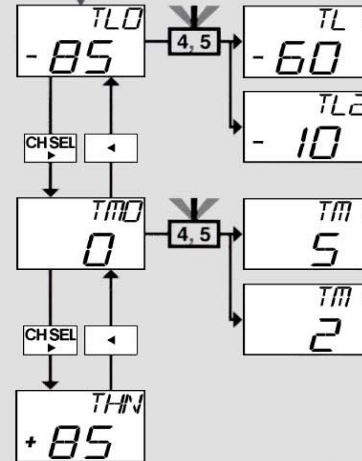 TLO
- 85
4, 5
TL
- 60
TL2
- 10
CH SEL
TMO
0
4, 5
TM
5
TM
2
CH SEL
THN
+ 85